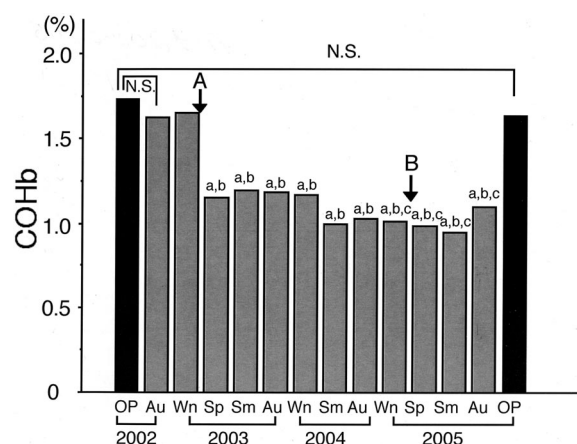 (%)
N.S.
2.0
A
N.S.
1.5
B
a,b a,b a,b a,b a,b,c a,b,c a,b,c
a,b a,b a,b,c
COHb
1.0
0.5
0
OP Au Wn Sp Sm Au Wn Sm Au Wn Sp Sm Au OP
2002 2003 2004 2005